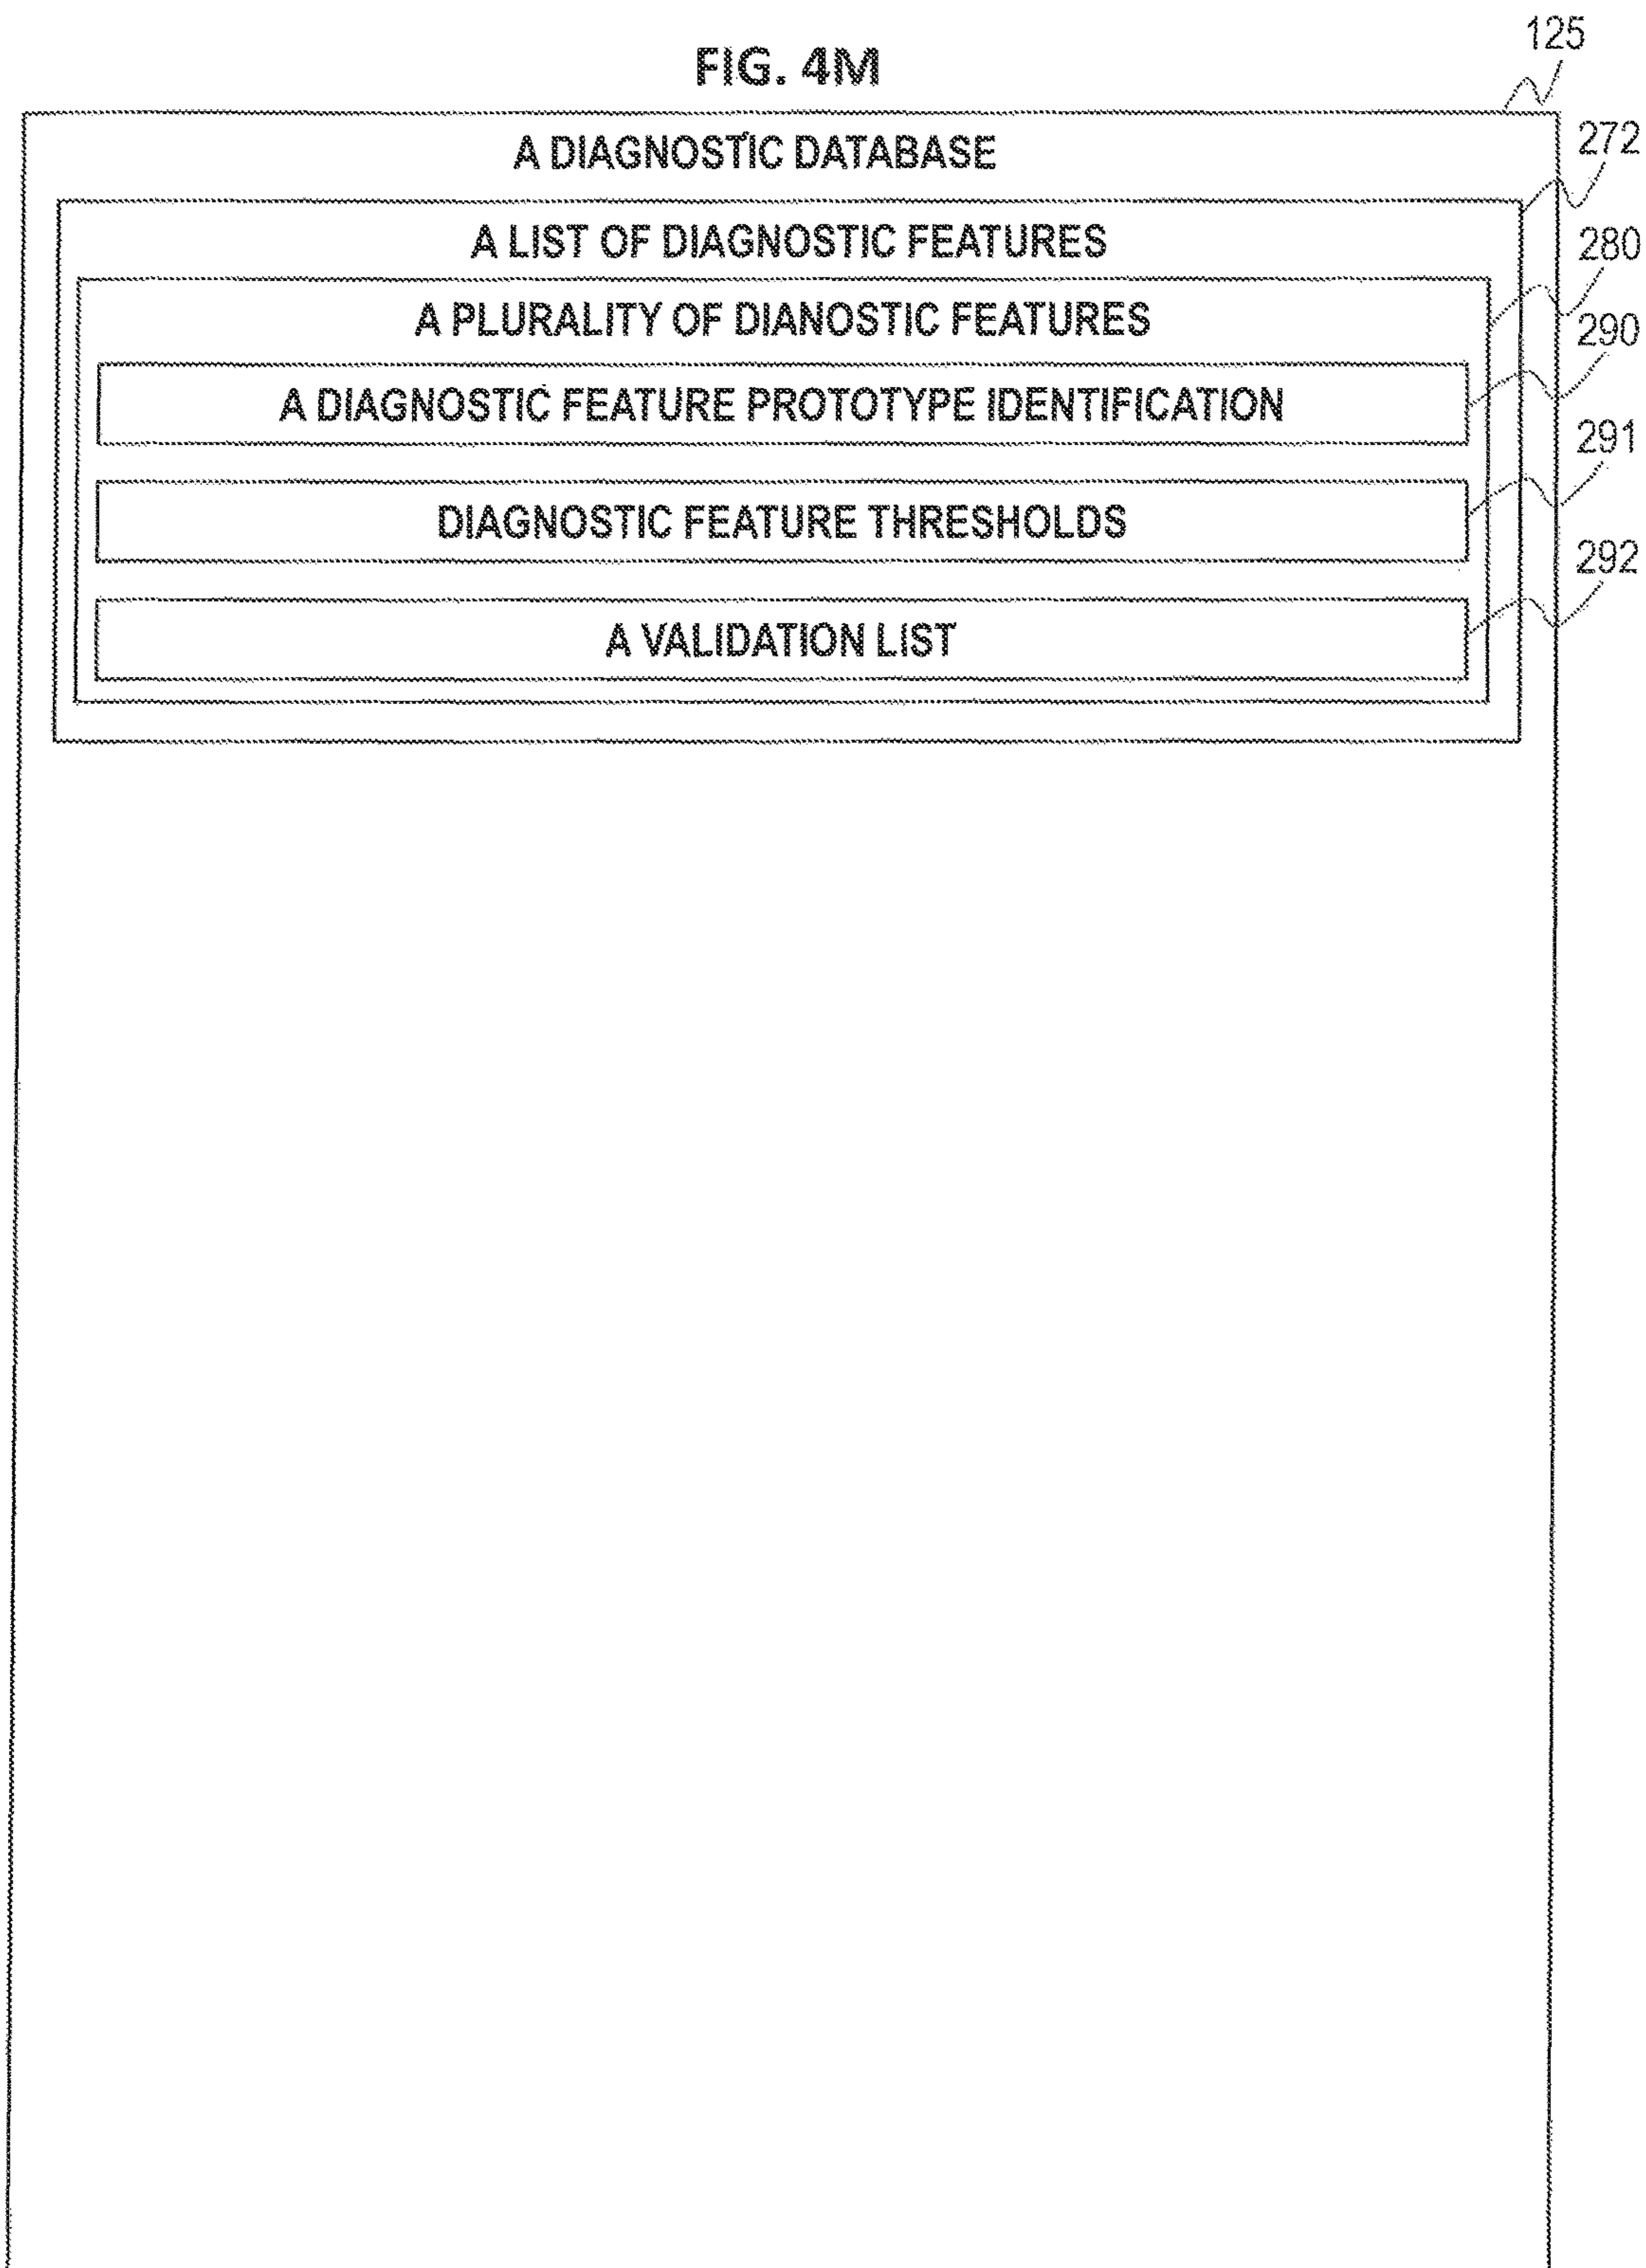 FIG. 4M
125
A DIAGNOSTIC DATABASE
272
A LIST OF DIAGNOSTIC FEATURES
280
A PLURALITY OF DIANOSTIC FEATURES
290
A DIAGNOSTIC FEATURE PROTOTYPE IDENTIFICATION
291
DIAGNOSTIC FEATURE THRESHOLDS
292
A VALIDATION LIST